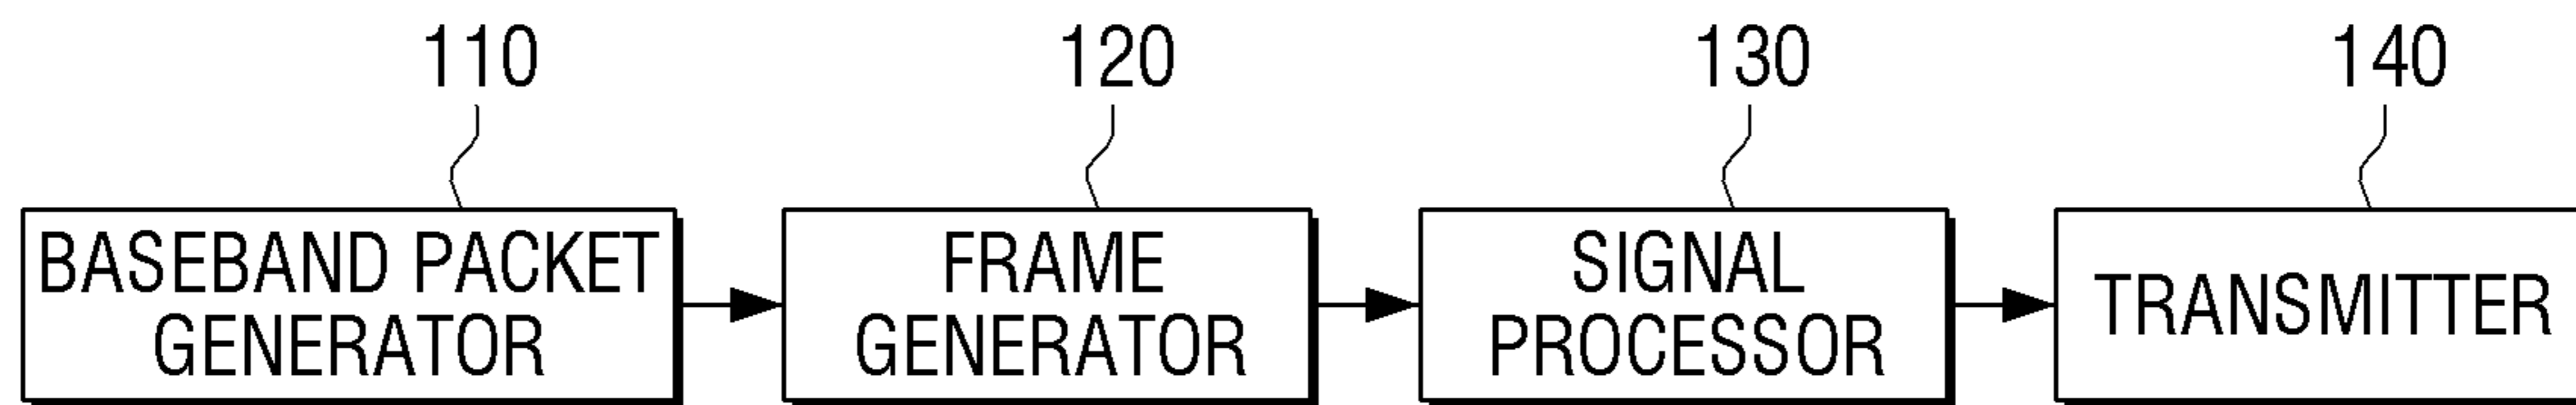 110
120
130
140
BASEBAND PACKET
GENERATOR
FRAME
GENERATOR
SIGNAL
PROCESSOR
TRANSMITTER